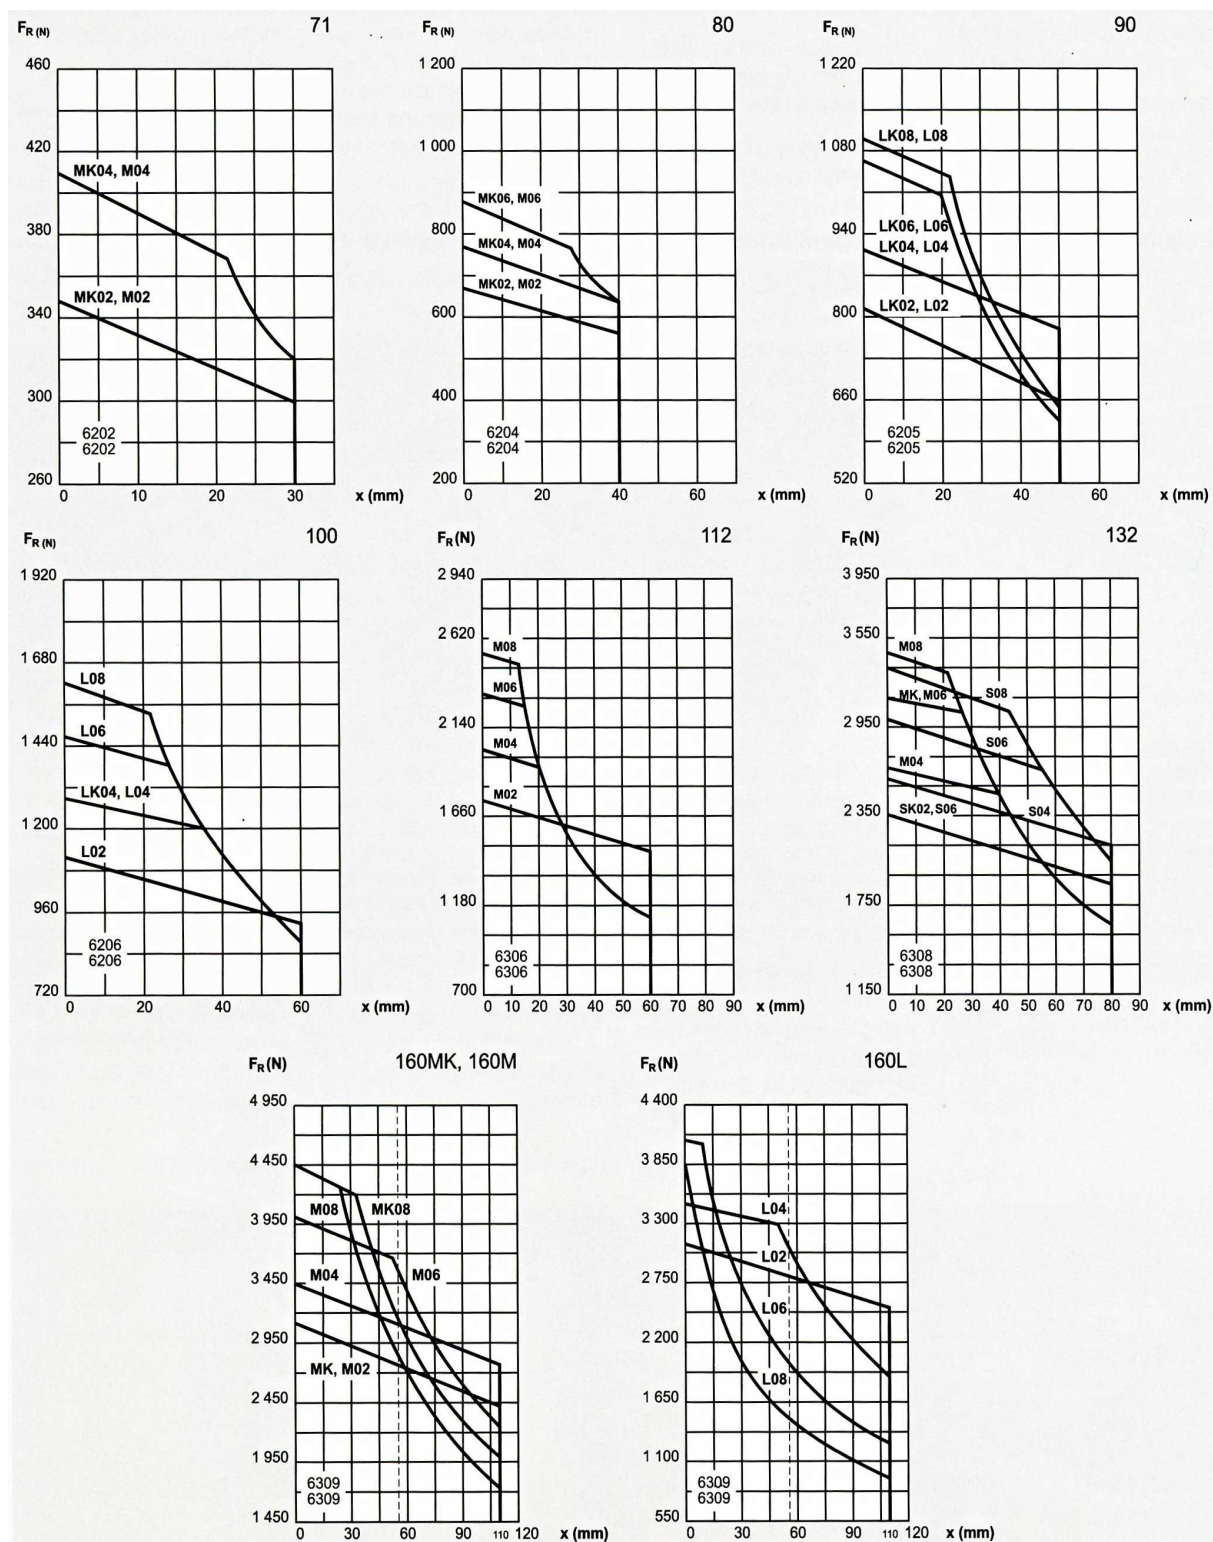 F_R (N) 71
460
420
MK04, M04
380
MK02, M02
340
300
6202
6202
260
0 10 20 30 x (mm)
F_R (N) 80
1 200
1 000
MK06, M06
800
MK04, M04
MK02, M02
600
400
6204
6204
200
0 20 40 60 x (mm)
F_R (N) 90
1 220
LK08, L08
1 080
LK06, L06
940
LK04, L04
LK02, L02
800
660
6205
6205
520
0 20 40 60 x (mm)
F_R (N) 100
1 920
1 680
L08
L06
1 440
LK04, L04
1 200
L02
960
6206
6206
720
0 20 40 60 x (mm)
F_R (N) 112
2 940
2 620
M08
M06
2 140
M04
M02
1 660
1 180
6306
6306
700
0 10 20 30 40 50 60 70 80 90 x (mm)
F_R (N) 132
3 950
3 550
M08
MK, M06 S08
2 950
S06
M04
SK02, S06 S04
2 350
1 750
6308
6308
1 150
0 10 20 30 40 50 60 70 80 90 x (mm)
F_R (N) 160MK, 160M
4 950
4 450
M08 MK08
3 950
M04 M06
3 450
2 950
MK, M02
2 450
1 950
6309
6309
1 450
0 30 60 90 110 120 x (mm)
F_R (N) 160L
4 400
3 850
L04
3 300
L02
2 750
L06
2 200
L08
1 650
1 100
6309
6309
550
0 30 60 90 110 120 x (mm)